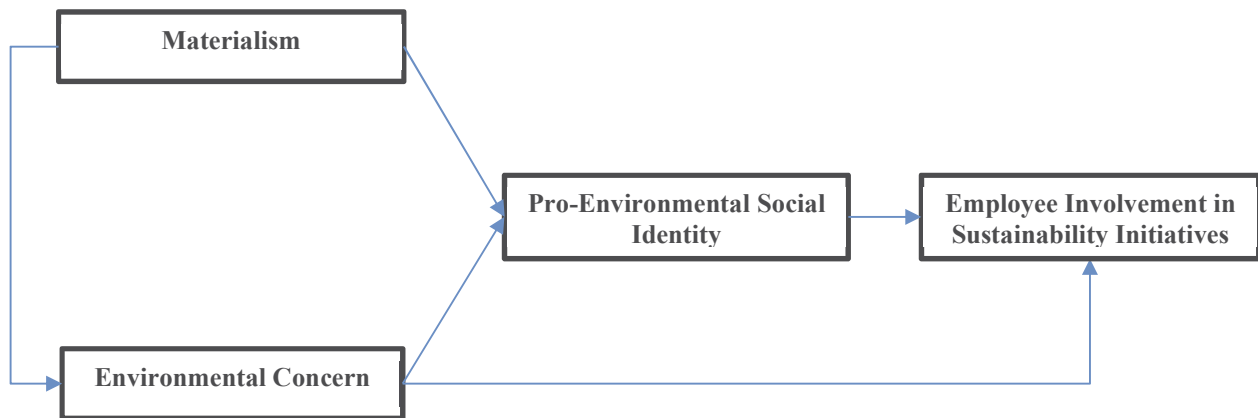 Materialism
Pro-Environmental Social
Identity
Employee Involvement in
Sustainability Initiatives
Environmental Concern